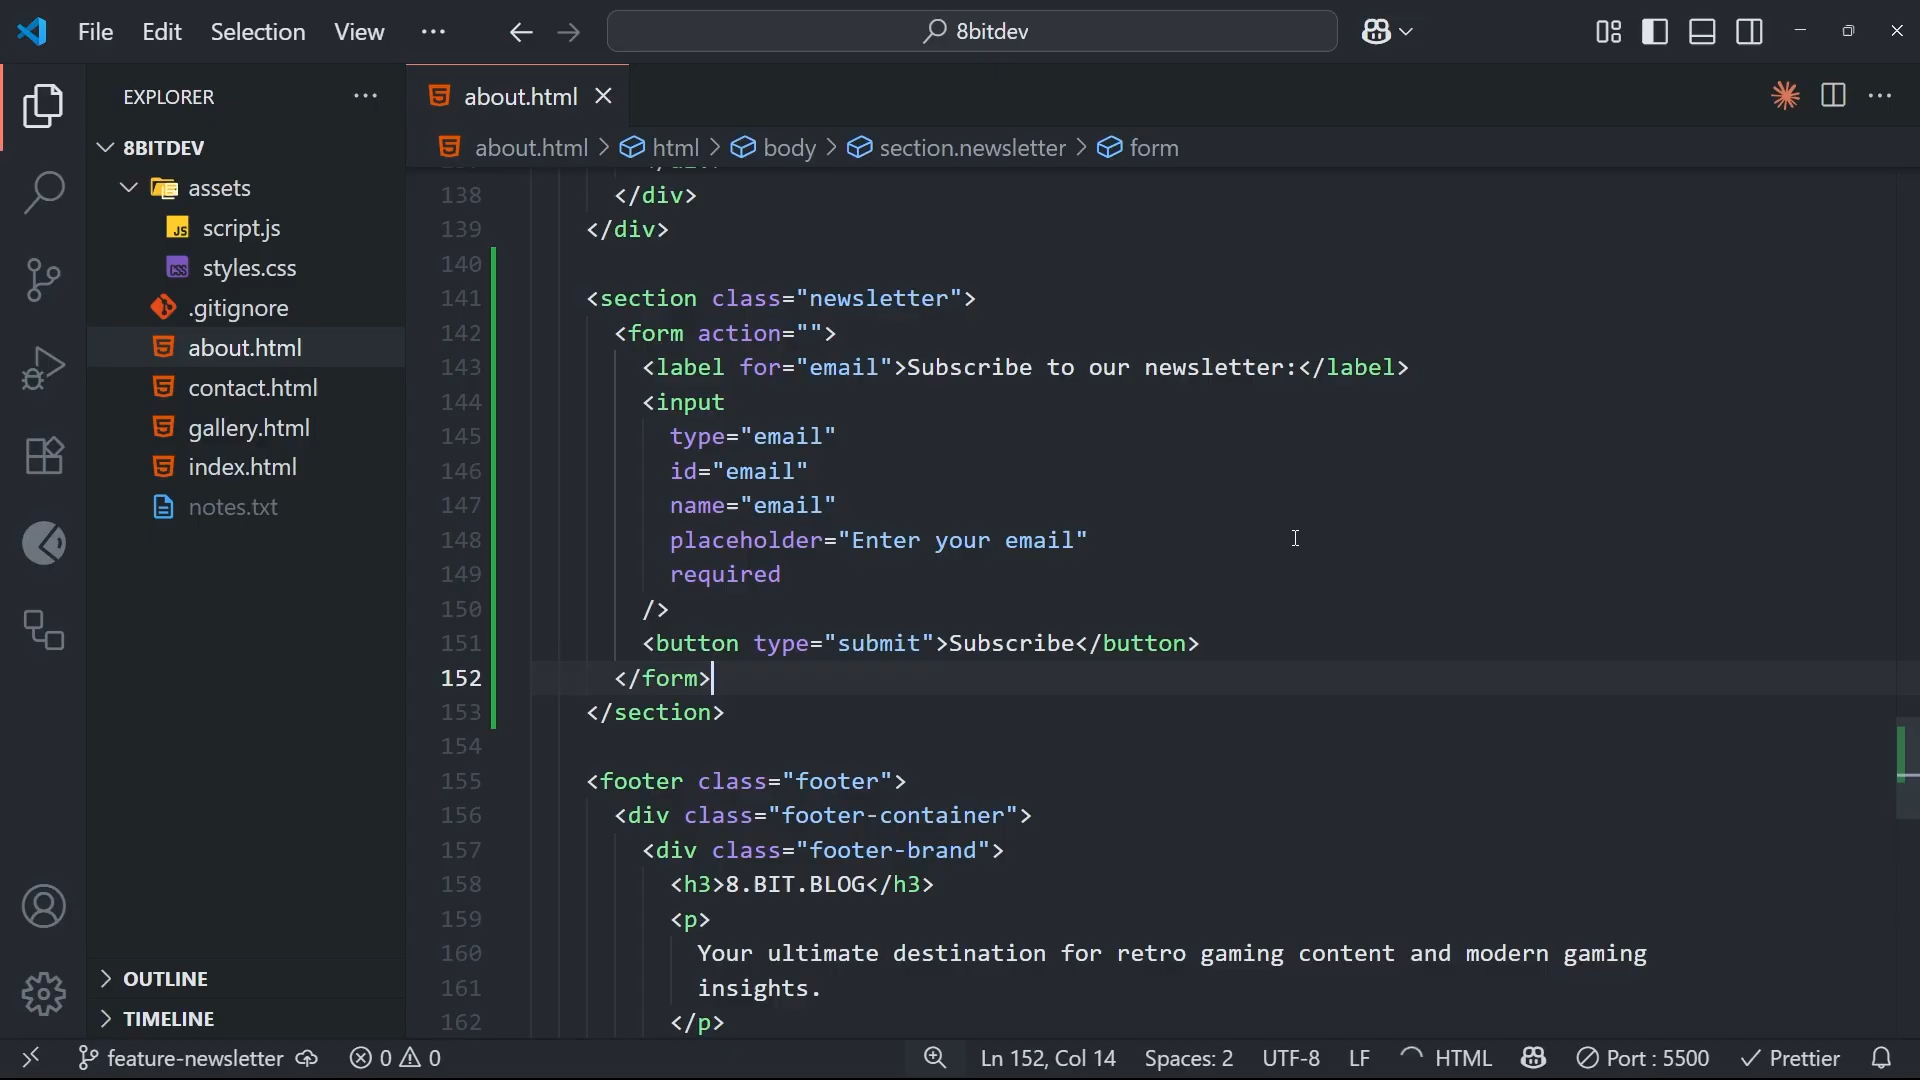 File Edit Selection View ··· 8bitdev
EXPLORER ···
8BITDEV
assets
script.js
styles.css
.gitignore
about.html
contact.html
gallery.html
index.html
notes.txt
OUTLINE
TIMELINE
about.html
about.html > html > body > section.newsletter > form
138 </div>
139 </div>
140
141 <section class="newsletter">
142 <form action="">
143 <label for="email">Subscribe to our newsletter:</label>
144 <input
145 type="email"
146 id="email"
147 name="email"
148 placeholder="Enter your email"
149 required
150 />
151 <button type="submit">Subscribe</button>
152 </form>
153 </section>
154
155 <footer class="footer">
156 <div class="footer-container">
157 <div class="footer-brand">
158 <h3>8.BIT.BLOG</h3>
159 <p>
160 Your ultimate destination for retro gaming content and modern gaming
161 insights.
162 </p>
feature-newsletter 0 0 Ln 152, Col 14 Spaces: 2 UTF-8 LF HTML Port : 5500 Prettier